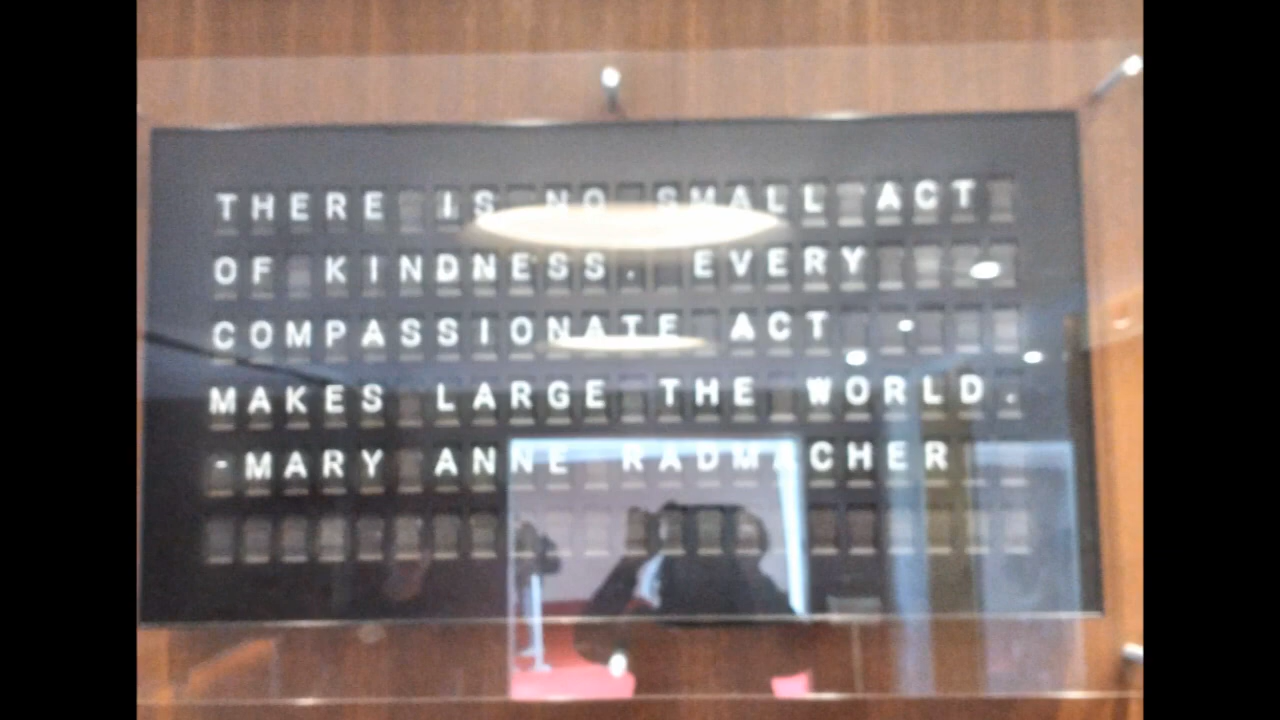 THERE IS NO SMALL ACT
OF KINDNESS. EVERY
COMPASSIONATE ACT
MAKES LARGE THE WORLD.
-MARY ANNE RADMACHER